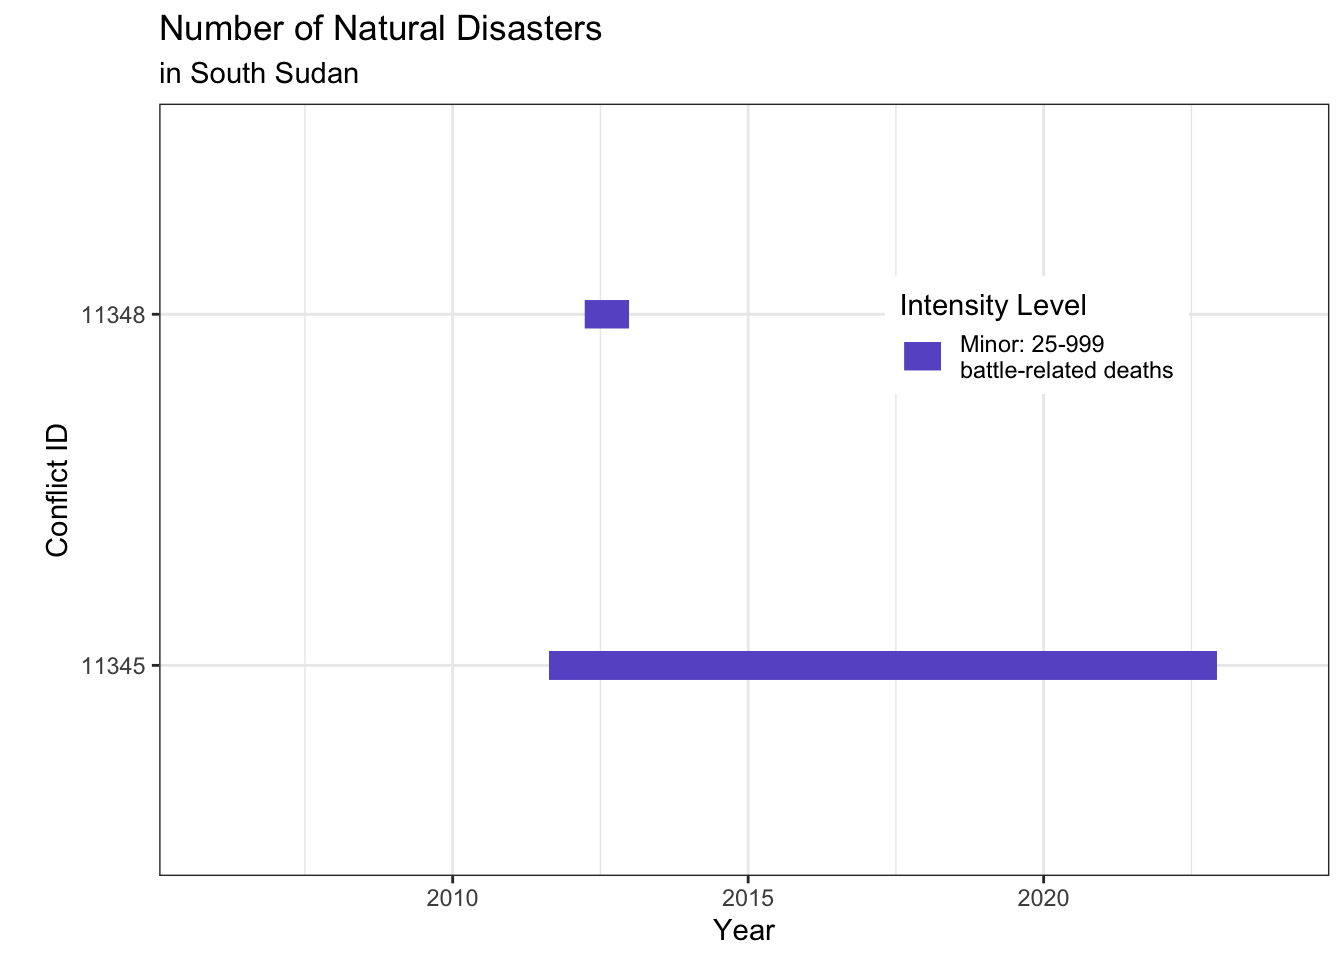 Number of Natural Disasters
in South Sudan
11348
Intensity Level
Minor: 25-999
battle-related deaths
Conflict ID
11345
2010 2015 2020
Year